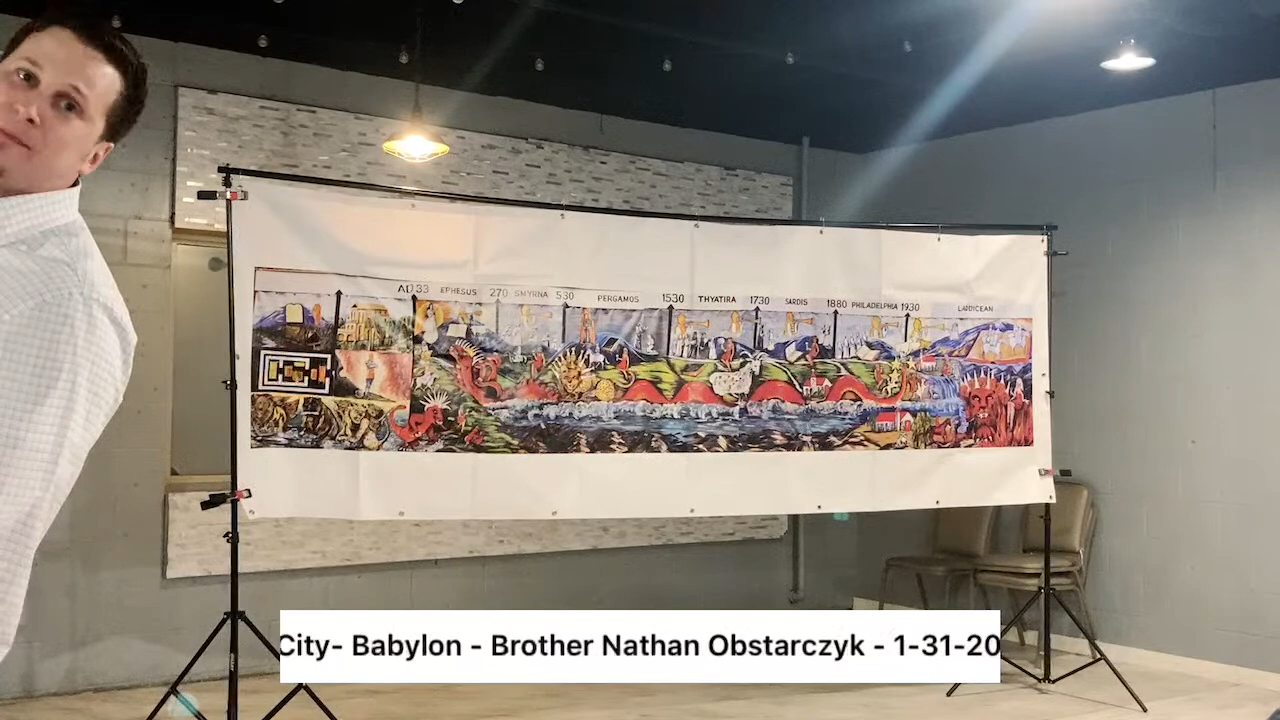 AD 33 EPHESUS 270 SMYRNA 530 PERGAMOS 1530 THYATIRA 1730 SARDIS 1880 PHILADELPHIA 1930 LAODICEAN
City- Babylon - Brother Nathan Obstarczyk - 1-31-20